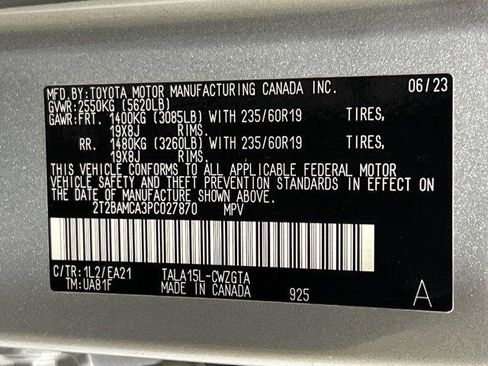 MFD.BY:TOYOTA MOTOR MANUFACTURING CANADA INC. 06/23
GVWR:2550KG (5620LB)
GAWR:FRT. 1400KG (3085LB) WITH 235/60R19 TIRES,
19X8J RIMS.
RR. 1480KG (3260LB) WITH 235/60R19 TIRES,
19X8J RIMS.
THIS VEHICLE CONFORMS TO ALL APPLICABLE FEDERAL MOTOR
VEHICLE SAFETY AND THEFT PREVENTION STANDARDS IN EFFECT ON
THE DATE OF MANUFACTURE SHOWN ABOVE.
2T2BAMCA3PC027870 MPV
C/TR:1L2/EA21 TALA15L-CWZGTA
TM:UA81F MADE IN CANADA 925 A